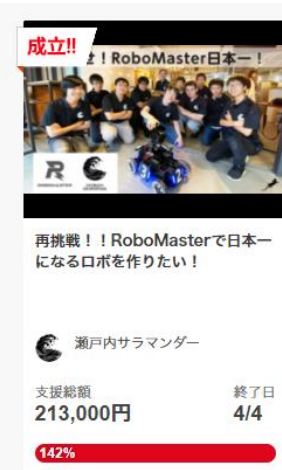 成立!!
せ！RoboMaster日本一！
ROBOMASTER
再挑戦！！RoboMasterで日本一
になるロボを作りたい！
瀬戸内サラマンダー
支援総額
終了日
213,000円
4/4
142%